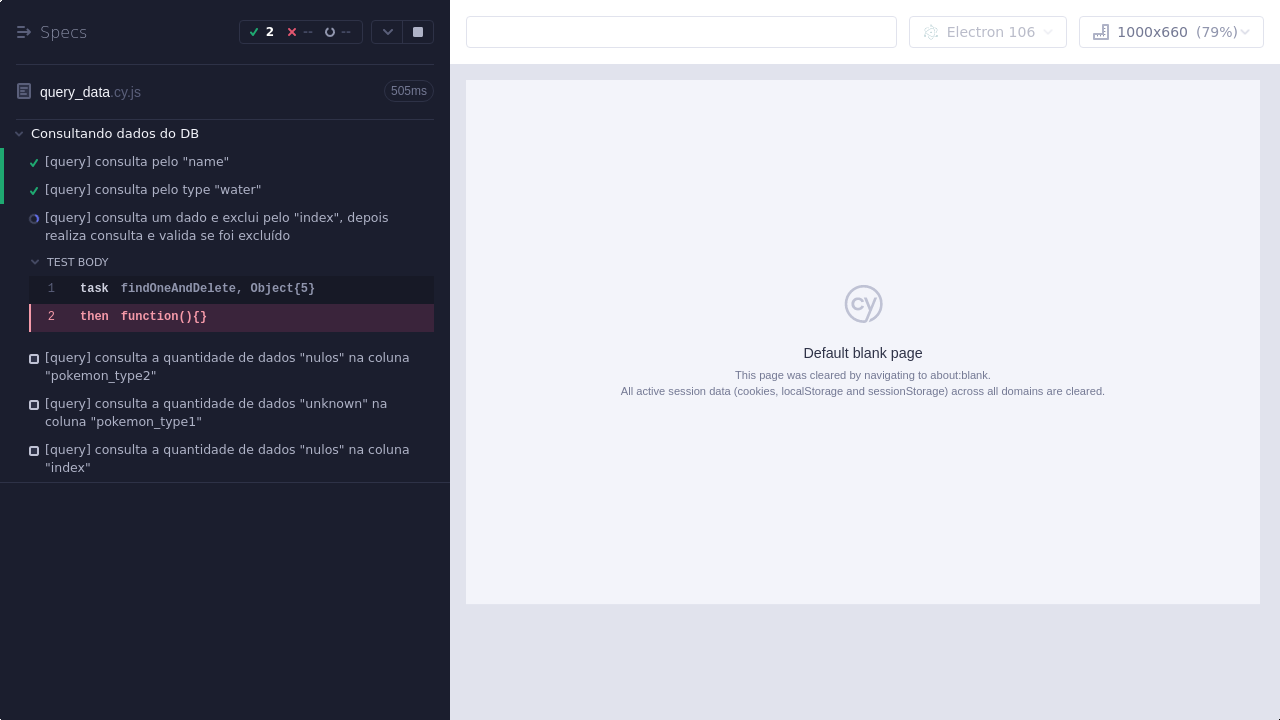 Specs
2 -- --
query_data.cy.js
505ms
Consultando dados do DB
[query] consulta pelo "name"
[query] consulta pelo type "water"
[query] consulta um dado e exclui pelo "index", depois
realiza consulta e valida se foi excluído
TEST BODY
1 task findOneAndDelete, Object{5}
2 then function(){}
[query] consulta a quantidade de dados "nulos" na coluna
"pokemon_type2"
[query] consulta a quantidade de dados "unknown" na
coluna "pokemon_type1"
[query] consulta a quantidade de dados "nulos" na coluna
"index"
Electron 106
1000x660 (79%)
cy
Default blank page
This page was cleared by navigating to about:blank.
All active session data (cookies, localStorage and sessionStorage) across all domains are cleared.